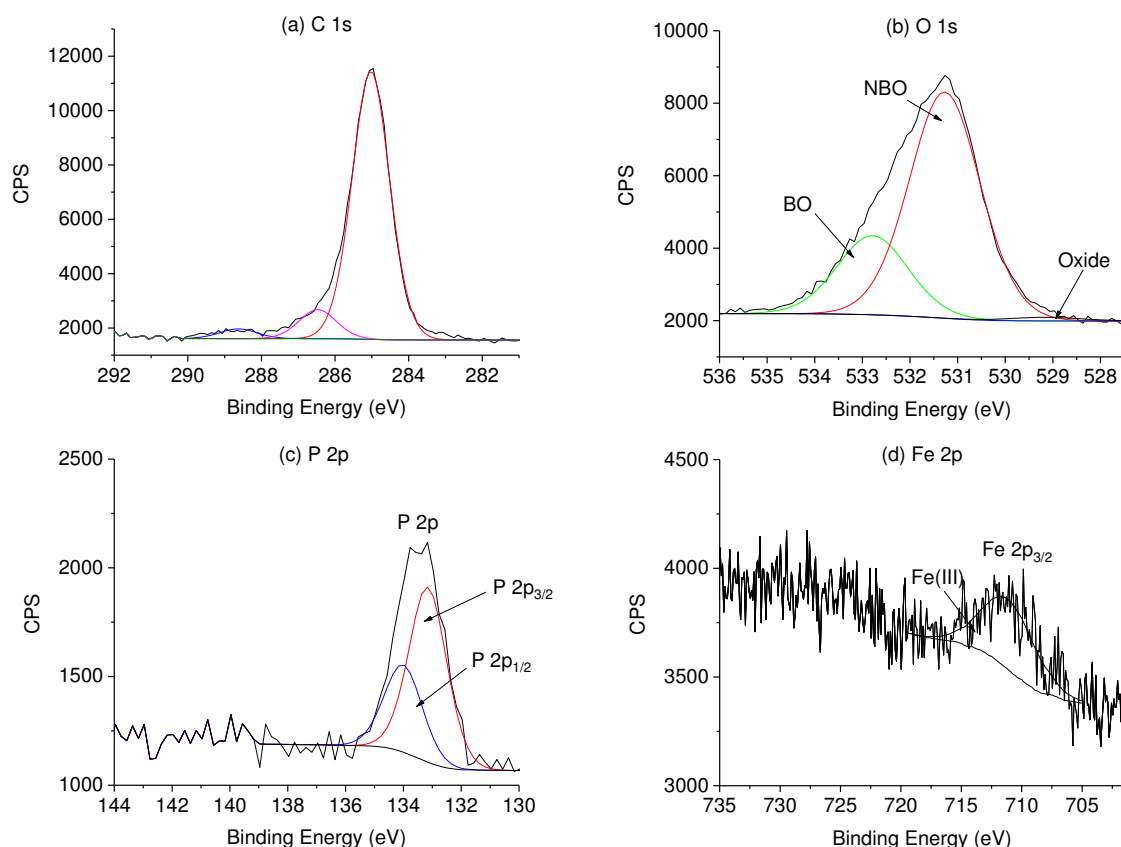 (a) C 1s
12000
10000
8000
6000
4000
2000
CPS
292 290 288 286 284 282
Binding Energy (eV)
(b) O 1s
8000
6000
4000
2000
CPS
NBO
BO
Oxide
536 535 534 533 532 531 530 529 528
Binding Energy (eV)
(c) P 2p
2500
2000
1500
1000
CPS
P 2p
P 2p3/2
P 2p1/2
144 142 140 138 136 134 132 130
Binding Energy (eV)
(d) Fe 2p
4500
4000
3500
3000
CPS
Fe 2p3/2
Fe(III)
735 730 725 720 715 710 705
Binding Energy (eV)